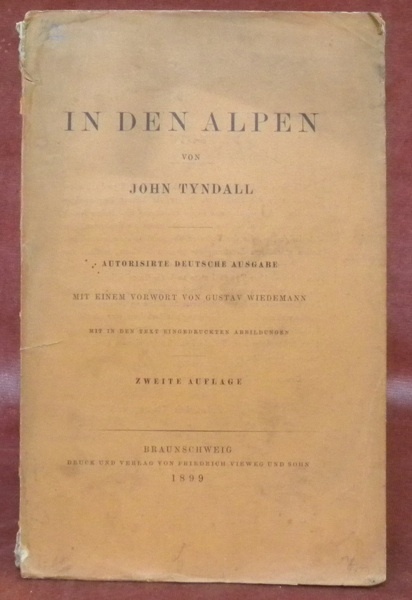 IN DEN ALPEN
VON
JOHN TYNDALL
AUTORISIRTE DEUTSCHE AUSGABE
MIT EINEM VORWORT VON GUSTAV WIEDEMANN
MIT IN DEN TEXT EINGEDRUCKTEN ABBILDUNGEN
ZWEITE AUFLAGE
BRAUNSCHWEIG
DRUCK UND VERLAG VON FRIEDRICH VIEWEG UND SOHN
1899